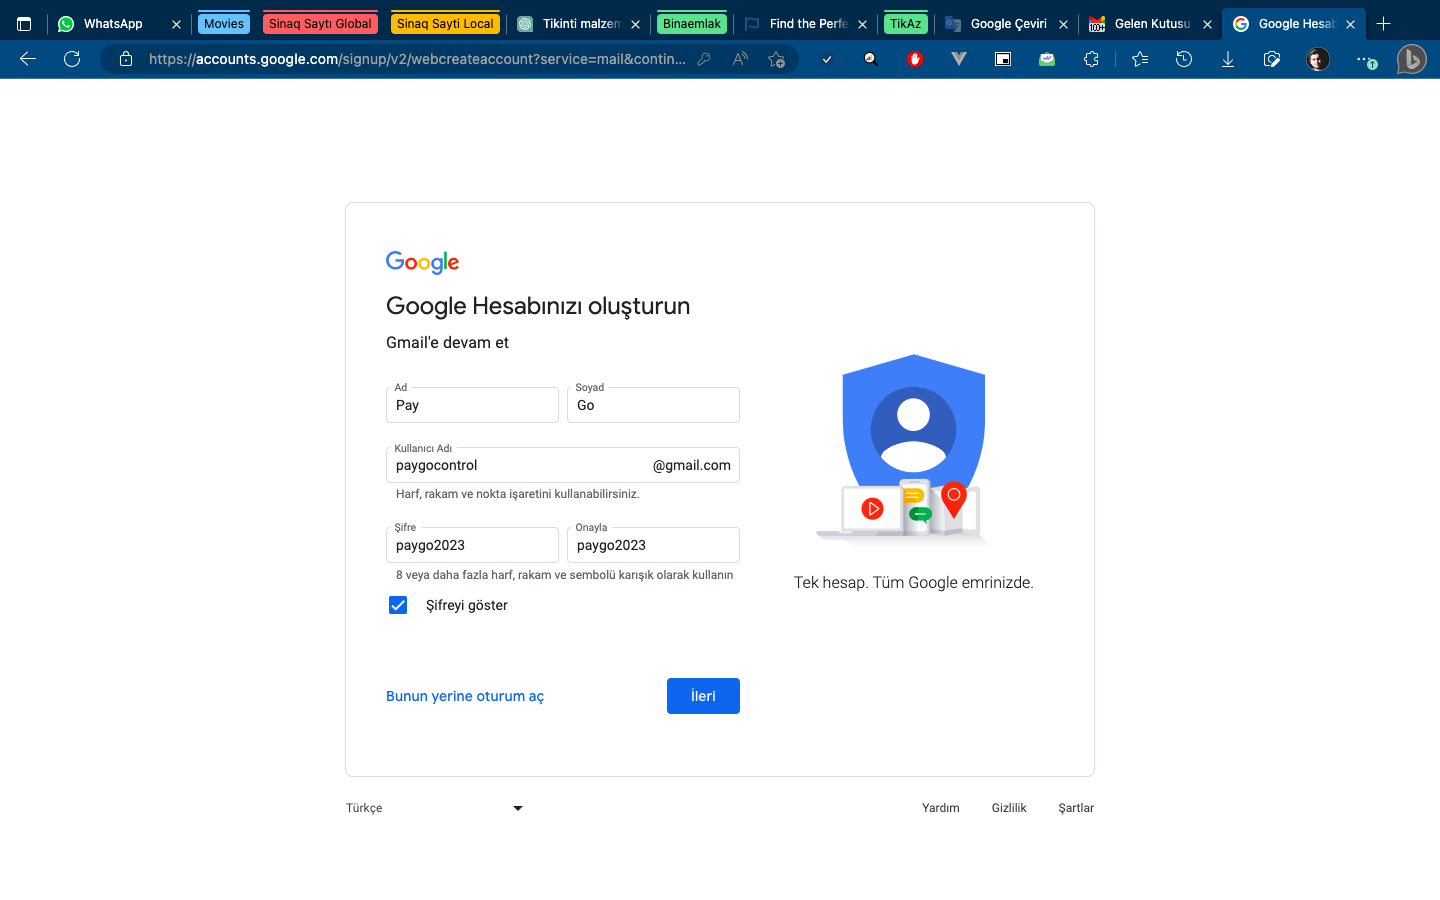 WhatsApp
Movies
Sinaq Saytı Global
Sinaq Sayti Local
Tikinti malzem
Binaemlak
Find the Perfe
TikAz
Google Çeviri
Gelen Kutusu
100+
Google Hesab
https://accounts.google.com/signup/v2/webcreateaccount?service=mail&contin...
Google
Google Hesabınızı oluşturun
Gmail'e devam et
Ad
Soyad
Pay
Go
Kullanıcı Adı
paygocontrol @gmail.com
Harf, rakam ve nokta işaretini kullanabilirsiniz.
Şifre
Onayla
paygo2023
paygo2023
8 veya daha fazla harf, rakam ve sembolü karışık olarak kullanın
Şifreyi göster
Bunun yerine oturum aç
İleri
Tek hesap. Tüm Google emrinizde.
Türkçe
Yardım
Gizlilik
Şartlar